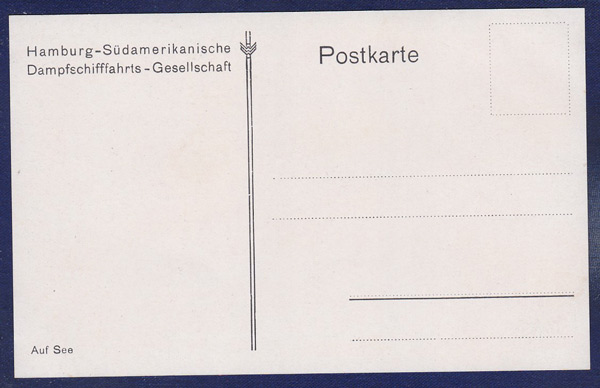 Hamburg-Südamerikanische
Dampfschifffahrts-Gesellschaft
Postkarte
Auf See